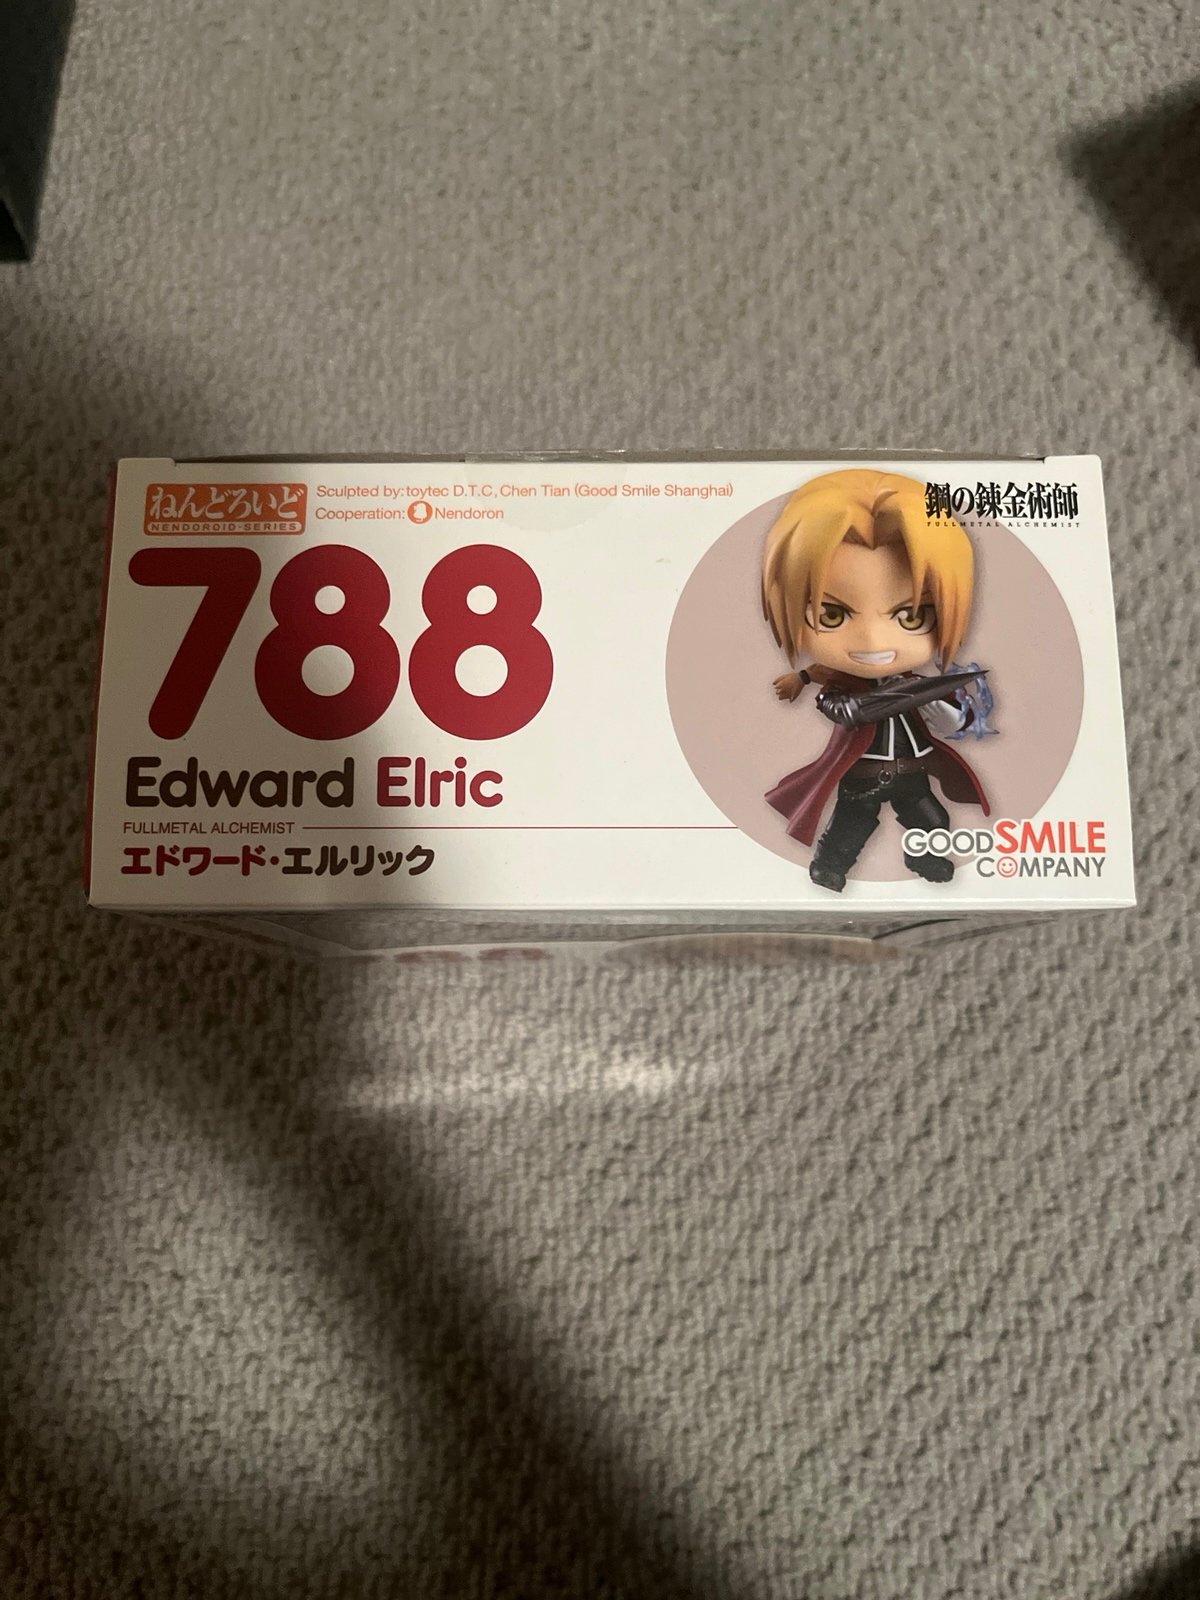 ねんどろいど
NENDOROID-SERIES
Sculpted by: toytec D.T.C, Chen Tian (Good Smile Shanghai)
Cooperation: Nendoron
788
Edward Elric
FULLMETAL ALCHEMIST
エドワード・エルリック
鋼の錬金術師
FULLMETAL ALCHEMIST
GOOD SMILE
COMPANY